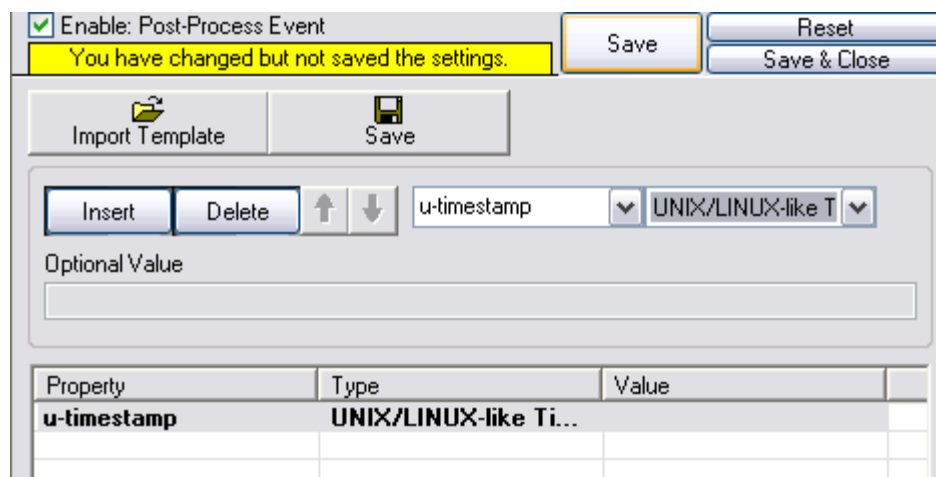 Enable: Post-Process Event
You have changed but not saved the settings.
Save
Reset
Save & Close
Import Template
Save
Insert
Delete
u-timestamp
UNIX/LINUX-like T
Optional Value
Property Type Value
u-timestamp UNIX/LINUX-like Ti...